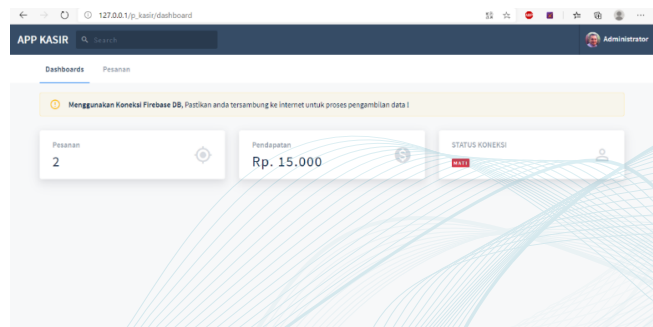 127.0.0.1/p_kasir/dashboard
APP KASIR Search Administrator
Dashboards Pesanan
Menggunakan Koneksi Firebase DB, Pastikan anda tersambung ke internet untuk proses pengambilan data !
Pesanan
2
Pendapatan
Rp. 15.000
STATUS KONEKSI
MATI